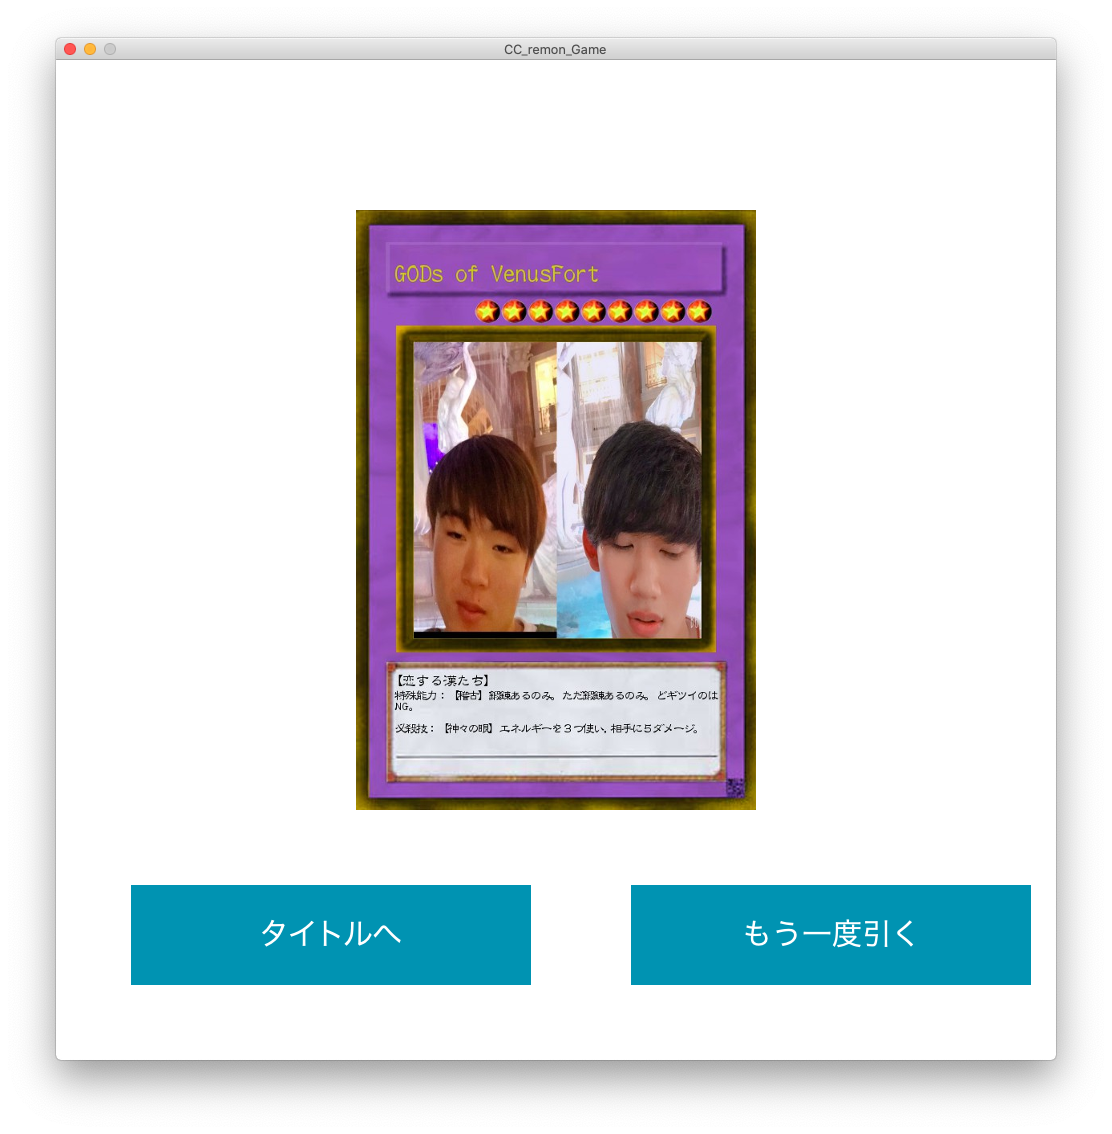 CC_remon_Game
GODs of VenusFort
【恋する漢たち】
特殊能力：【稽古】鍛錬あるのみ。ただ鍛錬あるのみ。どギツイのは
NG。
必殺技：【神々の眼】エネルギーを３つ使い、相手に５ダメージ。
タイトルへ
もう一度引く